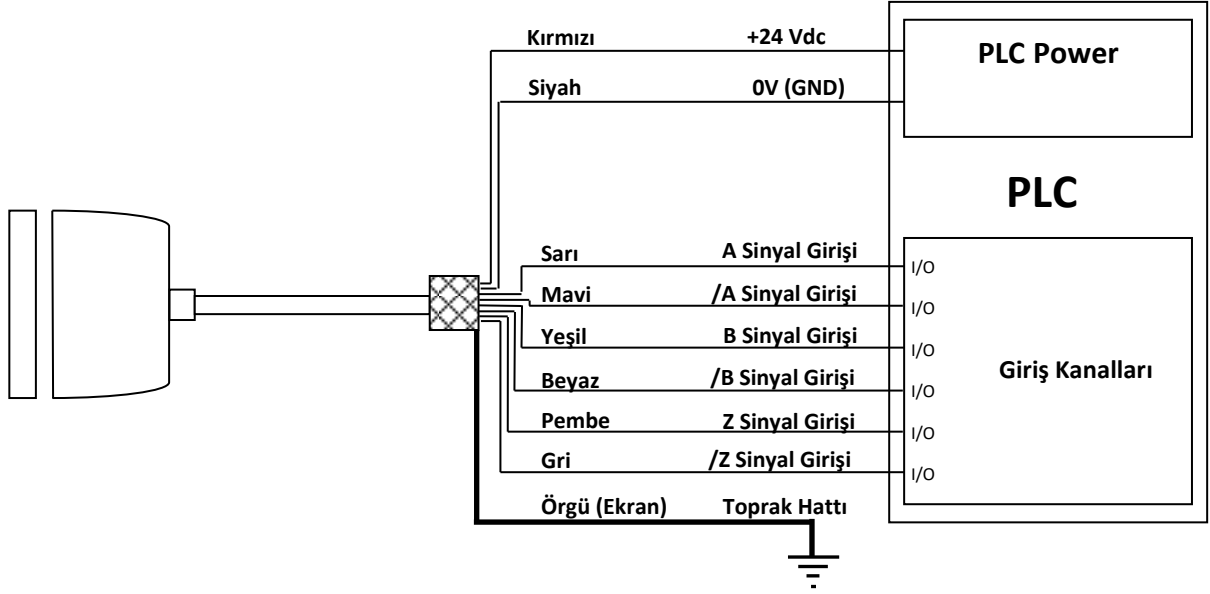 Kırmızı +24 Vdc
PLC Power
Siyah 0V (GND)
PLC
Sarı A Sinyal Girişi
I/O
Mavi /A Sinyal Girişi
I/O
Yeşil B Sinyal Girişi
I/O
Giriş Kanalları
Beyaz /B Sinyal Girişi
I/O
Pembe Z Sinyal Girişi
I/O
Gri /Z Sinyal Girişi
I/O
Örgü (Ekran) Toprak Hattı